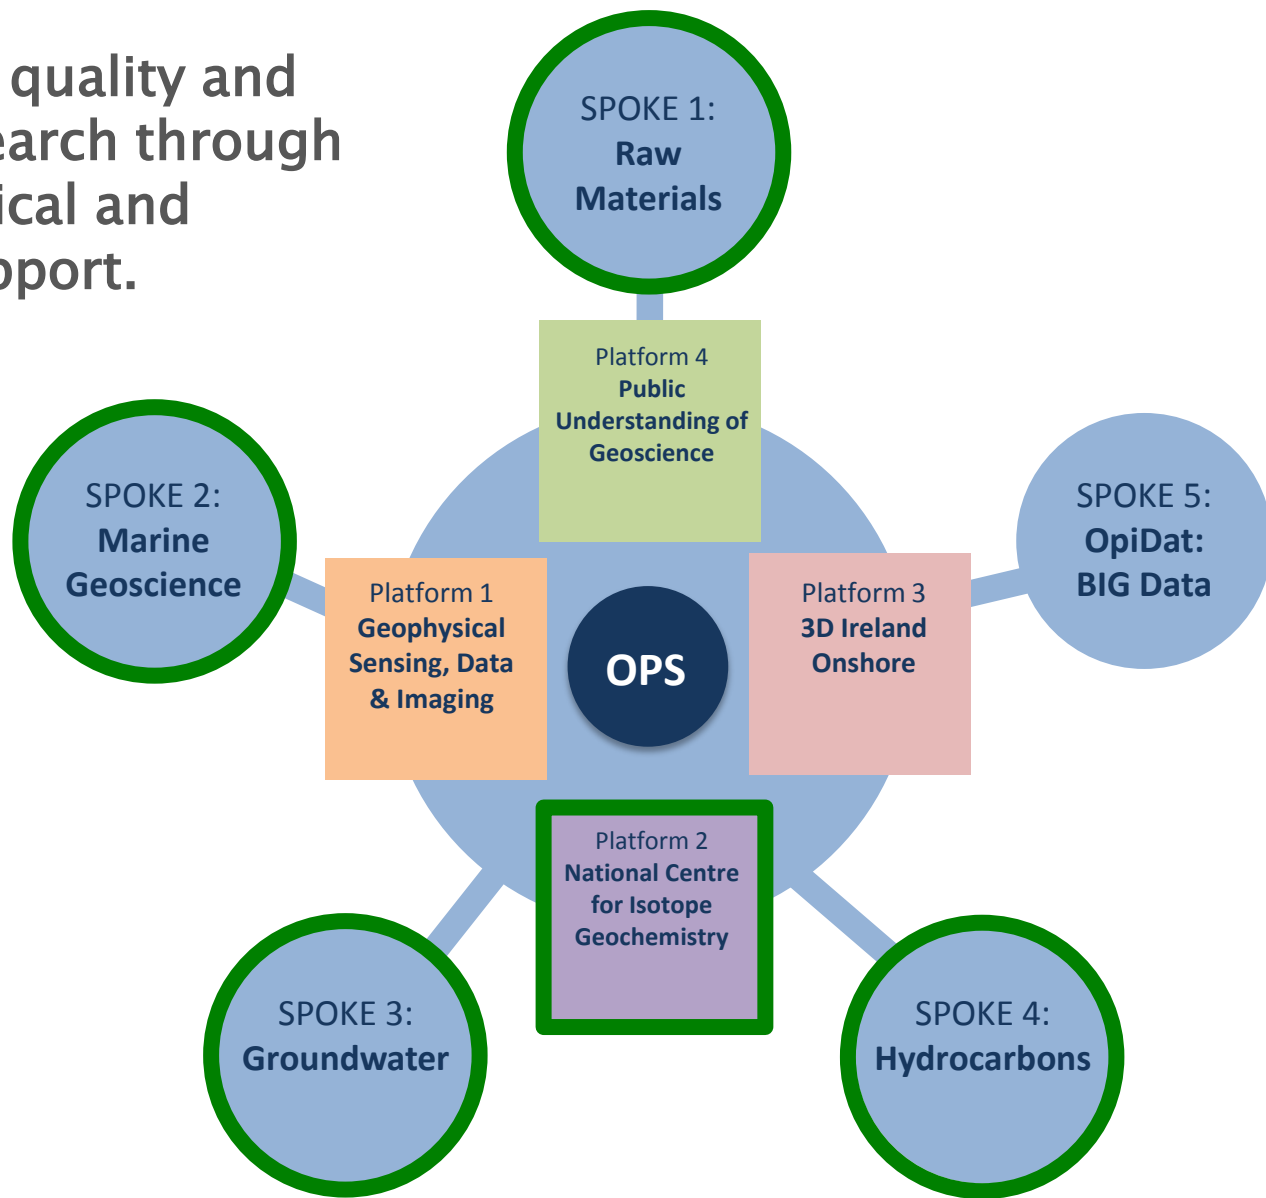 quality and
earch through
ical and
pport.
SPOKE 1:
Raw
Materials
Platform 4
Public
Understanding of
Geoscience
SPOKE 2:
Marine
Geoscience
SPOKE 5:
OpiDat:
BIG Data
Platform 1
Geophysical
Sensing, Data
& Imaging
OPS
Platform 3
3D Ireland
Onshore
Platform 2
National Centre
for Isotope
Geochemistry
SPOKE 3:
Groundwater
SPOKE 4:
Hydrocarbons